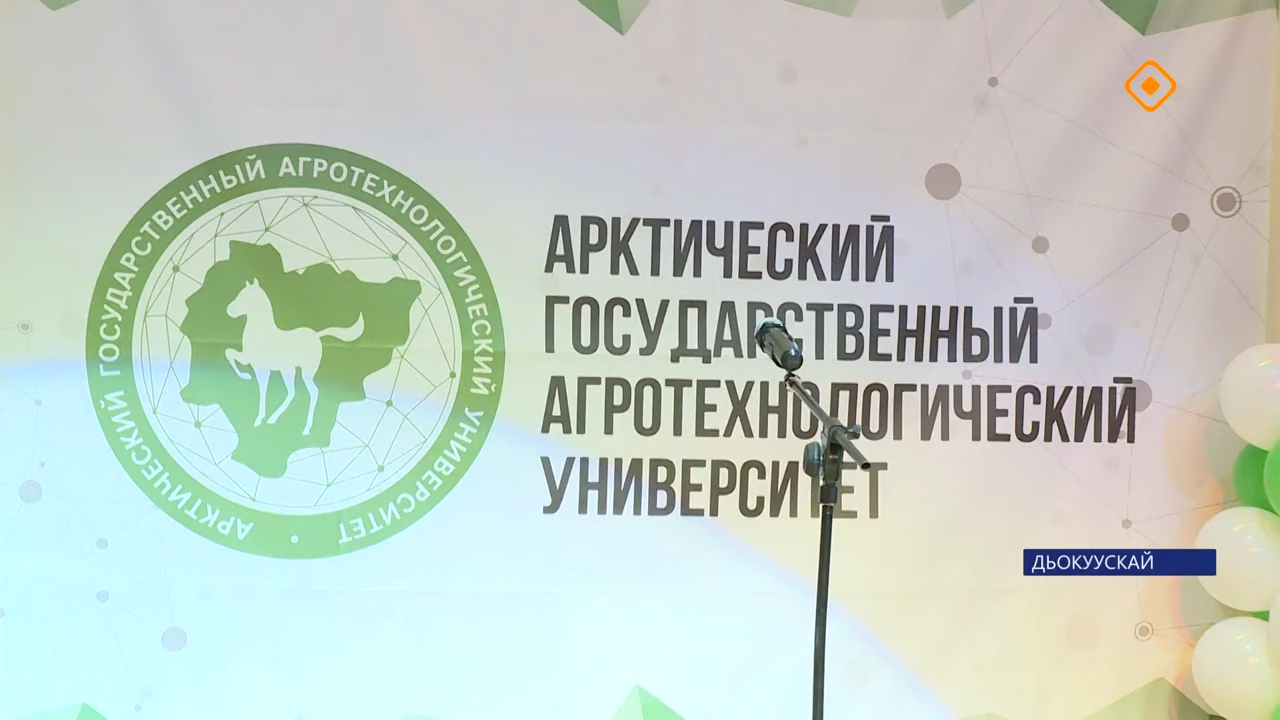 АРКТИЧЕСКИЙ ГОСУДАРСТВЕННЫЙ АГРОТЕХНОЛОГИЧЕСКИЙ УНИВЕРСИТЕТ
АРКТИЧЕСКИЙ
ГОСУДАРСТВЕННЫЙ
АГРОТЕХНОЛОГИЧЕСКИЙ
УНИВЕРСИТЕТ
ДЬОКУУСКАЙ